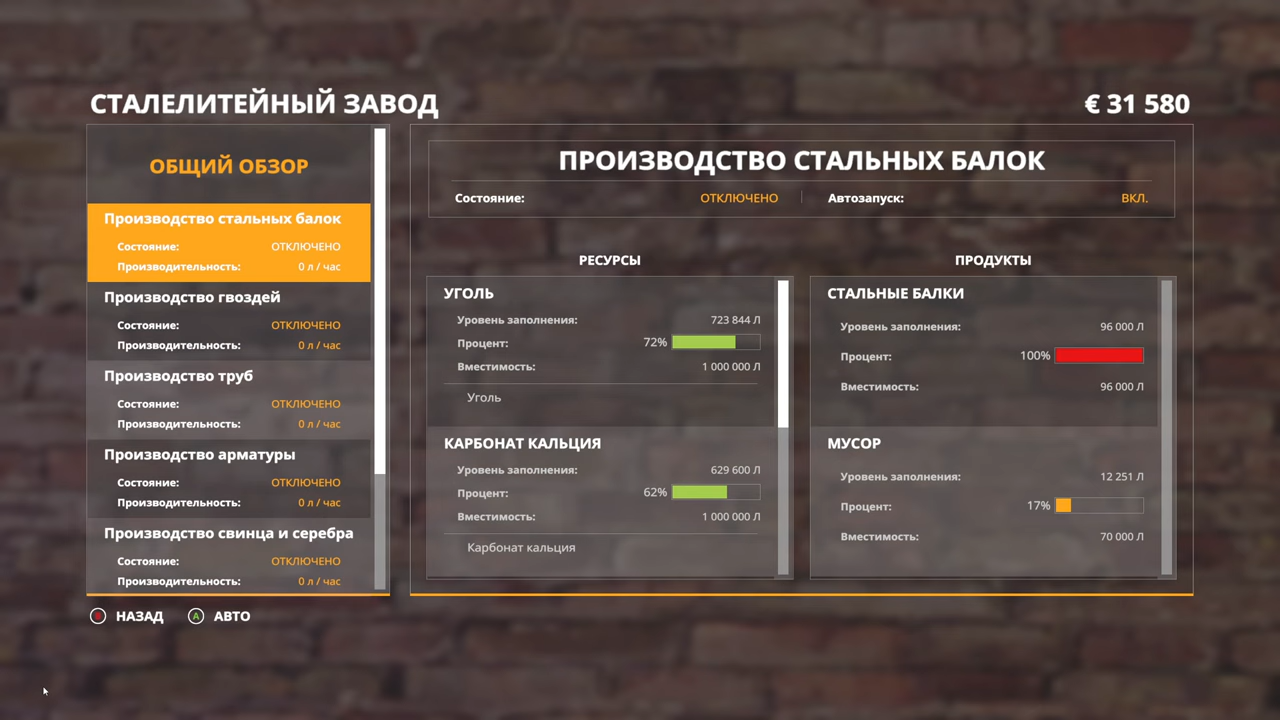 СТАЛЕЛИТЕЙНЫЙ ЗАВОД
€ 31 580
ОБЩИЙ ОБЗОР
Производство стальных балок
Состояние: ОТКЛЮЧЕНО
Производительность: 0 л / час
Производство гвоздей
Состояние: ОТКЛЮЧЕНО
Производительность: 0 л / час
Производство труб
Состояние: ОТКЛЮЧЕНО
Производительность: 0 л / час
Производство арматуры
Состояние: ОТКЛЮЧЕНО
Производительность: 0 л / час
Производство свинца и серебра
Состояние: ОТКЛЮЧЕНО
Производительность: 0 л / час
ПРОИЗВОДСТВО СТАЛЬНЫХ БАЛОК
Состояние: ОТКЛЮЧЕНО Автозапуск: ВКЛ.
РЕСУРСЫ
УГОЛЬ
Уровень заполнения: 723 844 Л
Процент: 72%
Вместимость: 1 000 000 Л
Уголь
КАРБОНАТ КАЛЬЦИЯ
Уровень заполнения: 629 600 Л
Процент: 62%
Вместимость: 1 000 000 Л
Карбонат кальция
ПРОДУКТЫ
СТАЛЬНЫЕ БАЛКИ
Уровень заполнения: 96 000 Л
Процент: 100%
Вместимость: 96 000 Л
МУСОР
Уровень заполнения: 12 251 Л
Процент: 17%
Вместимость: 70 000 Л
B НАЗАД A АВТО